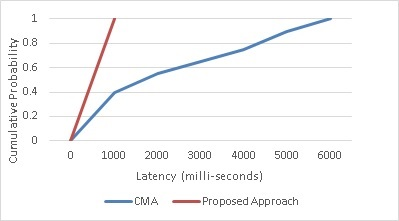 Cumulative Probability
1
0.8
0.6
0.4
0.2
0
0 1000 2000 3000 4000 5000 6000
Latency (milli-seconds)
CMA Proposed Approach